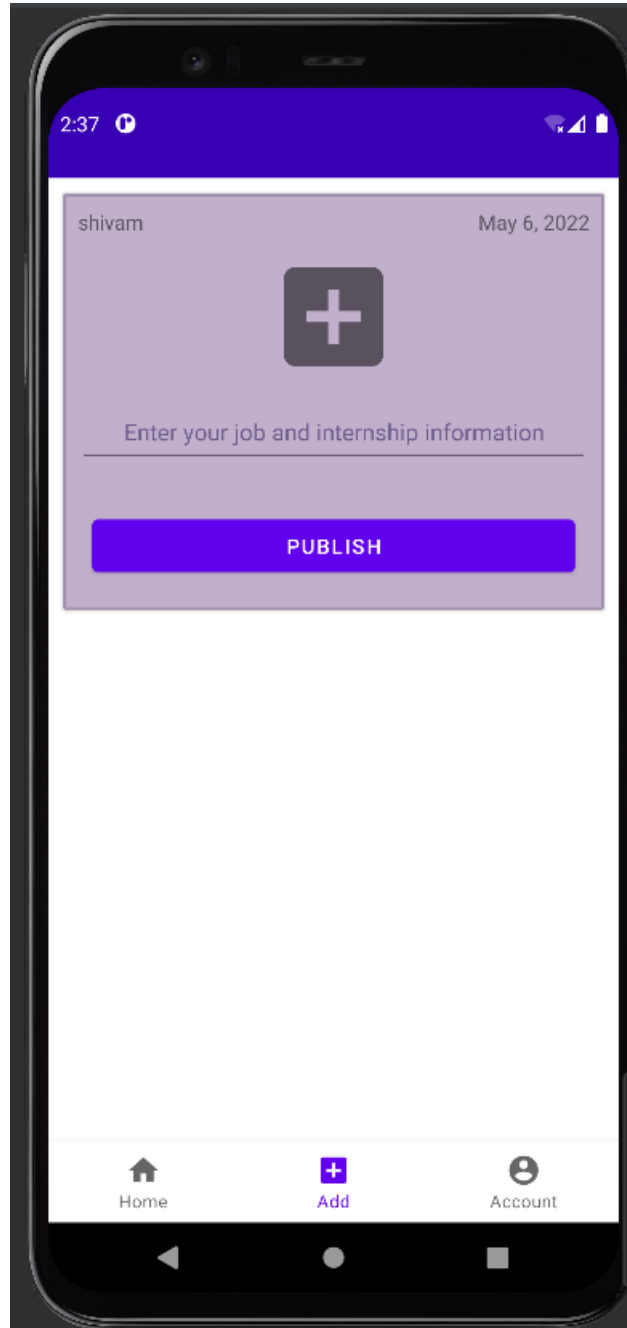 2:37
shivam May 6, 2022
Enter your job and internship information
PUBLISH
Home Add Account